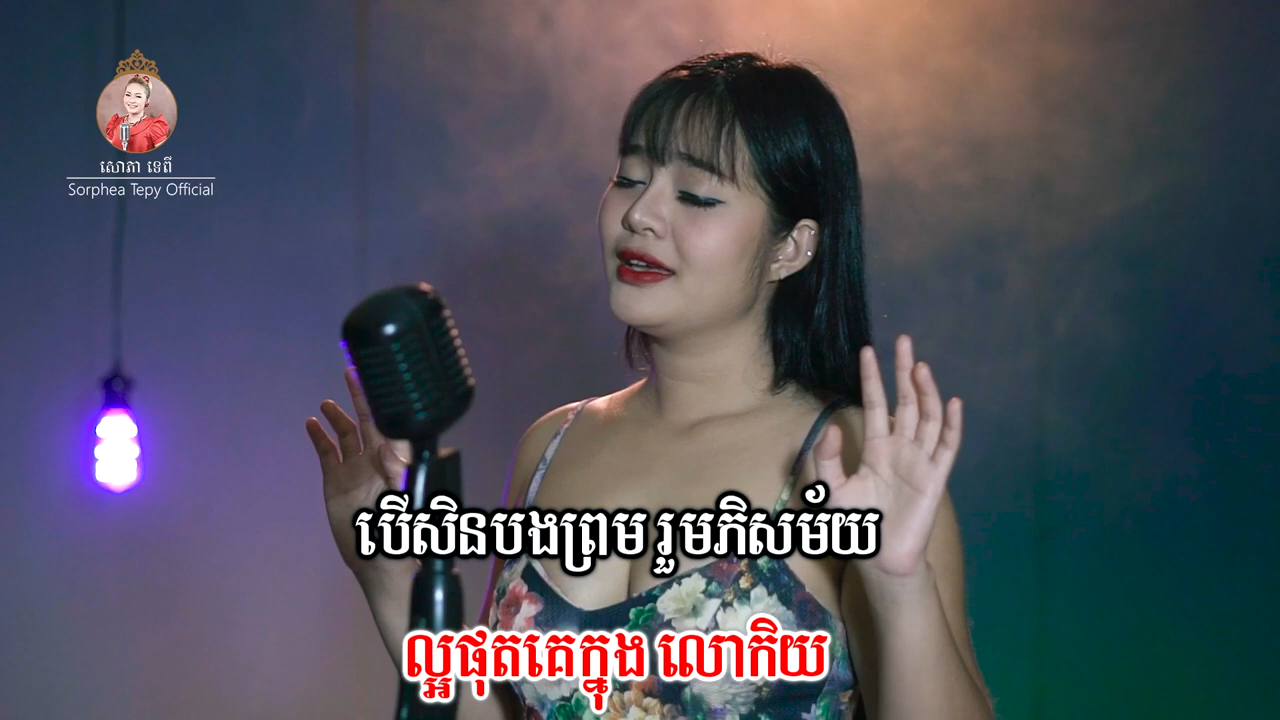 សោភា ទេពី
Sorphea Tepy Official
បើសិនបងព្រម រួមភិសម័យ
ល្អផុតគេក្នុង លោកិយ